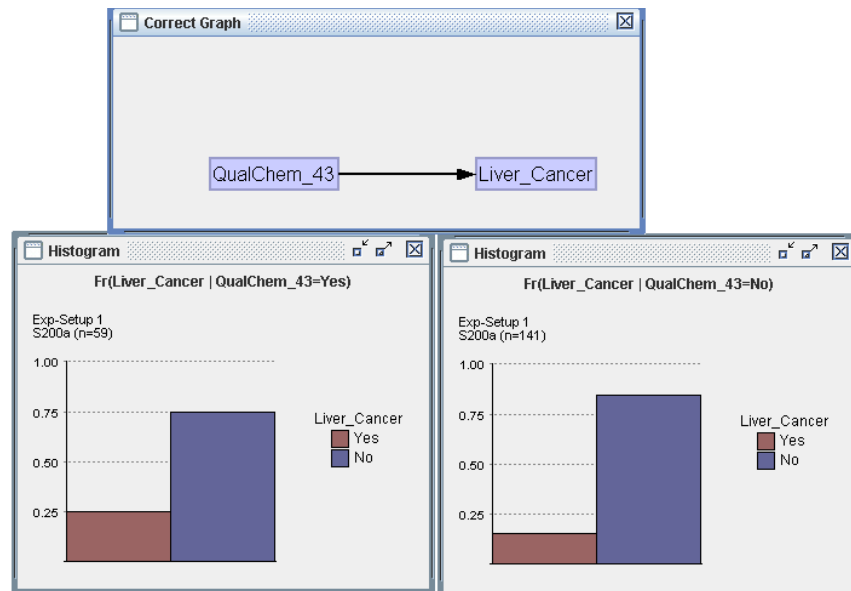 Correct Graph
QualChem_43
Liver_Cancer
Histogram
Fr(Liver_Cancer | QualChem_43=Yes)
Exp-Setup 1
S200a (n=59)
1.00
0.75
0.50
0.25
Liver_Cancer
Yes
No
Histogram
Fr(Liver_Cancer | QualChem_43=No)
Exp-Setup 1
S200a (n=141)
1.00
0.75
0.50
0.25
Liver_Cancer
Yes
No